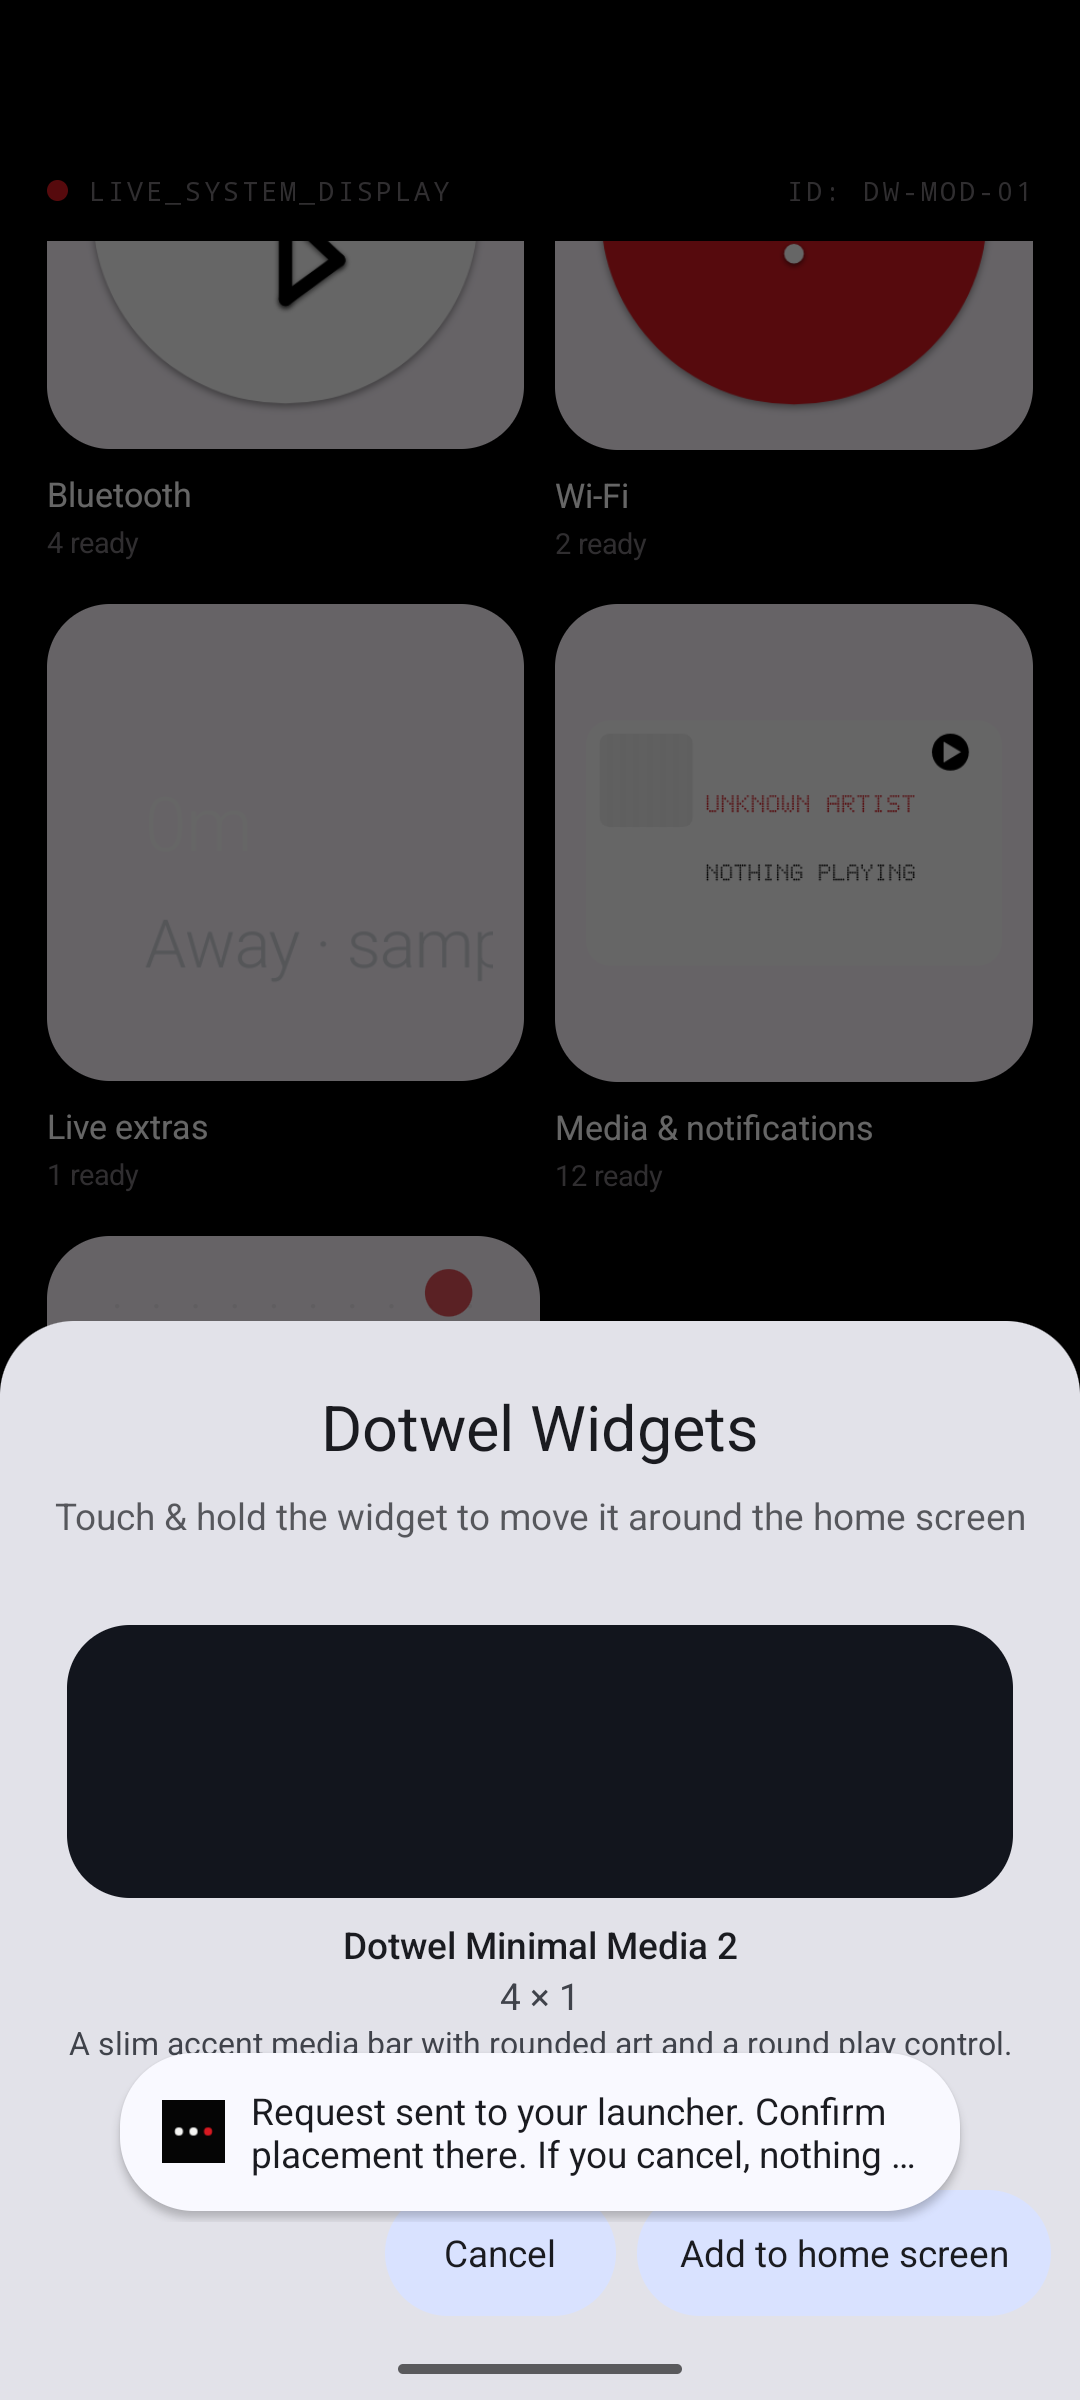 LIVE_SYSTEM_DISPLAY
ID: DW-MOD-01
Bluetooth
4 ready
Wi-Fi
2 ready
0m
Away · samp
UNKNOWN ARTIST
NOTHING PLAYING
Live extras
1 ready
Media & notifications
12 ready
Dotwel Widgets
Touch & hold the widget to move it around the home screen
Dotwel Minimal Media 2
4 × 1
A slim accent media bar with rounded art and a round play control.
Request sent to your launcher. Confirm
placement there. If you cancel, nothing ...
Cancel
Add to home screen